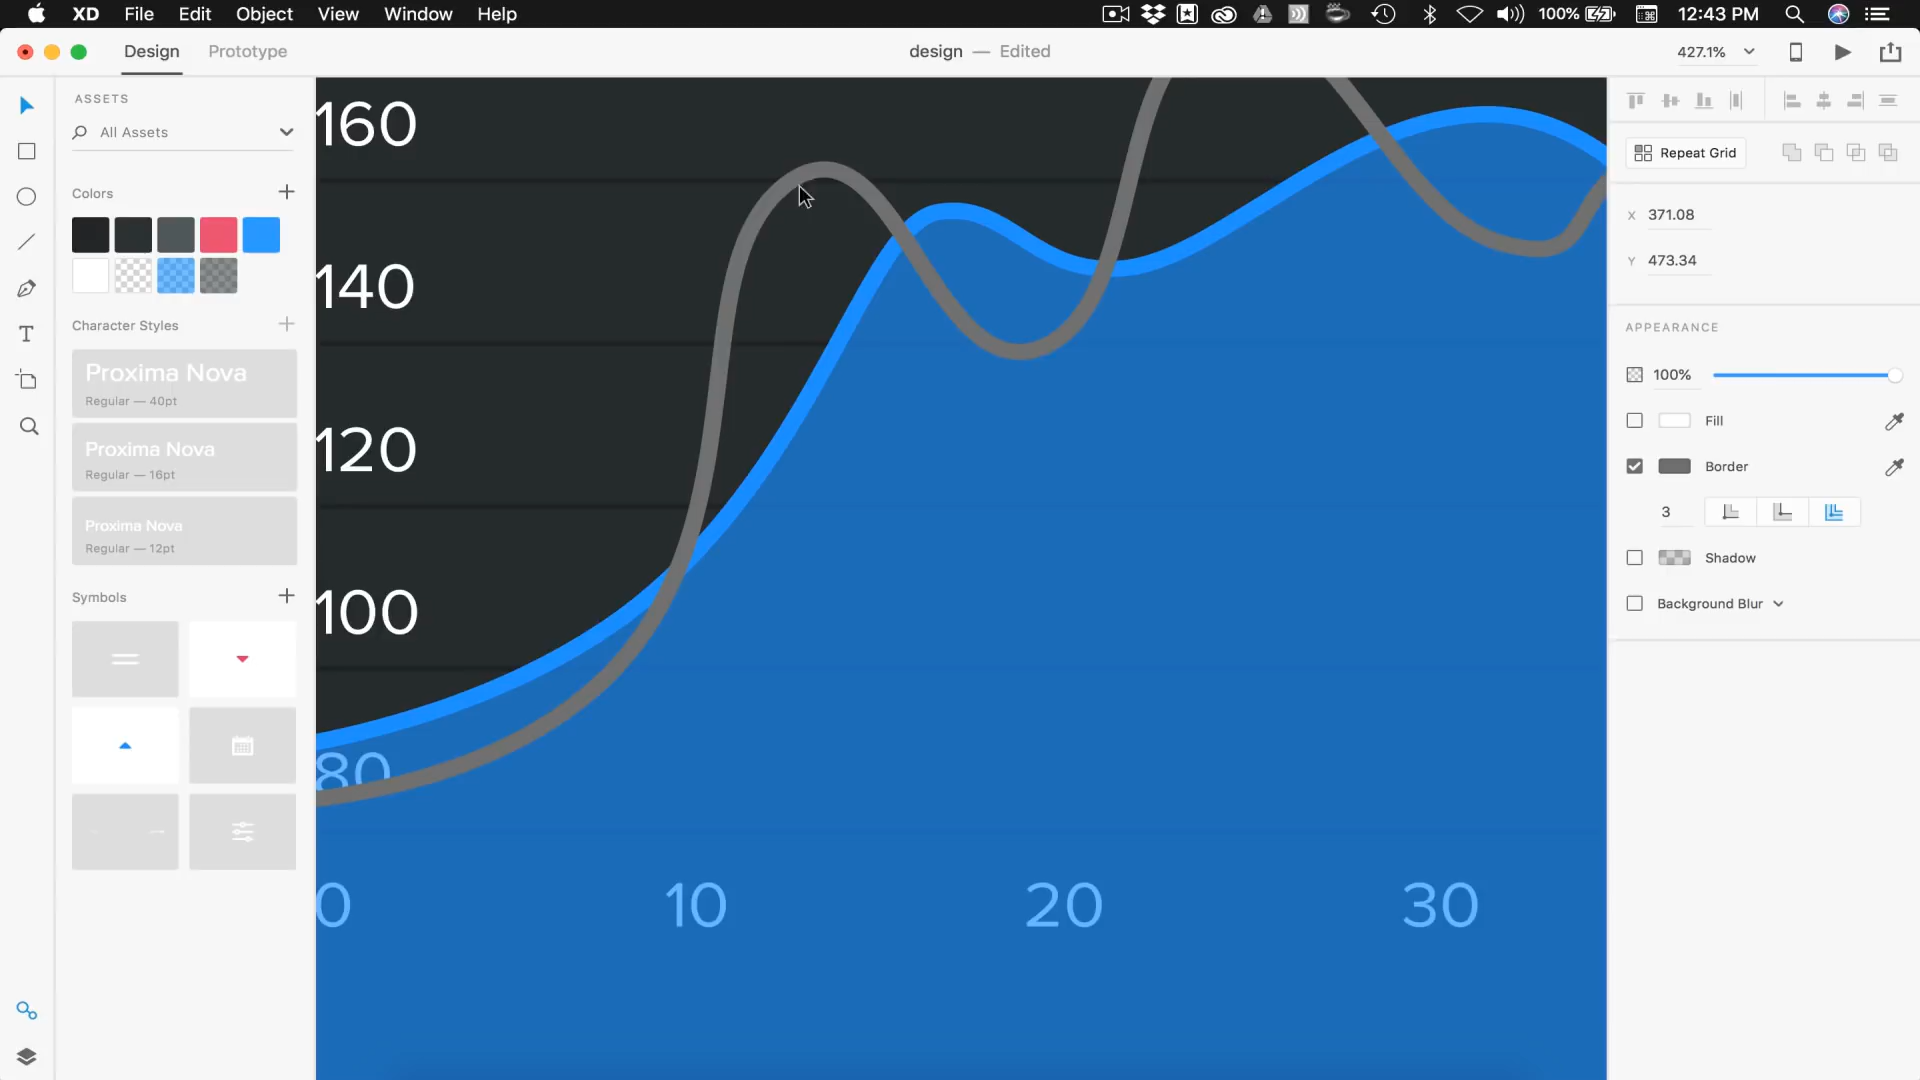 XD File Edit Object View Window Help 100% 12:43 PM
Design Prototype design — Edited 427.1%
ASSETS
All Assets
Colors
Character Styles
Proxima Nova
Regular — 40pt
Proxima Nova
Regular — 16pt
Proxima Nova
Regular — 12pt
Symbols
160
140
120
100
80
0 10 20 30
Repeat Grid
X 371.08
Y 473.34
APPEARANCE
100%
Fill
Border
3
Shadow
Background Blur